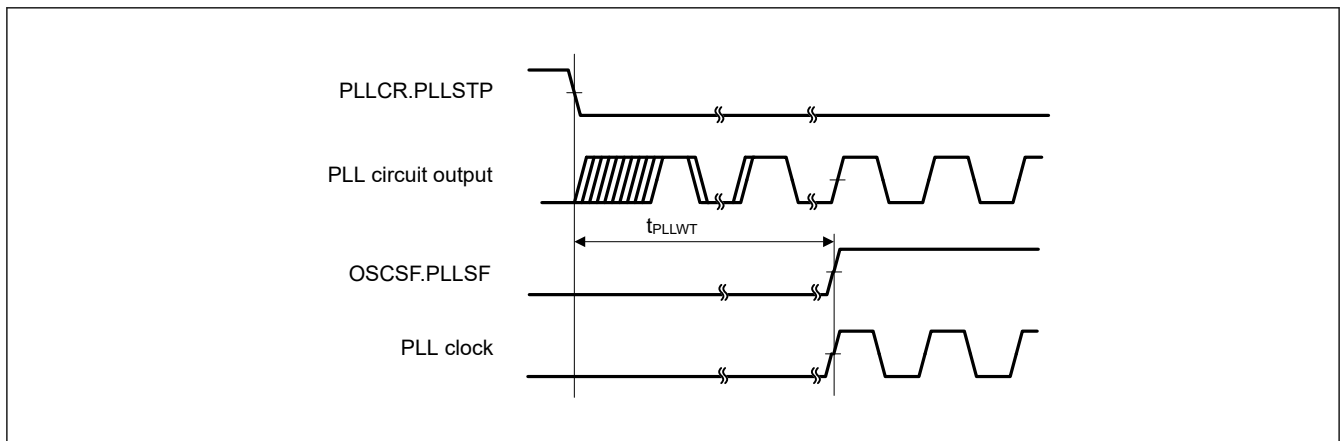 PLLCR.PLLSTP
PLL circuit output
tPLLWT
OSCSF.PLLSF
PLL clock